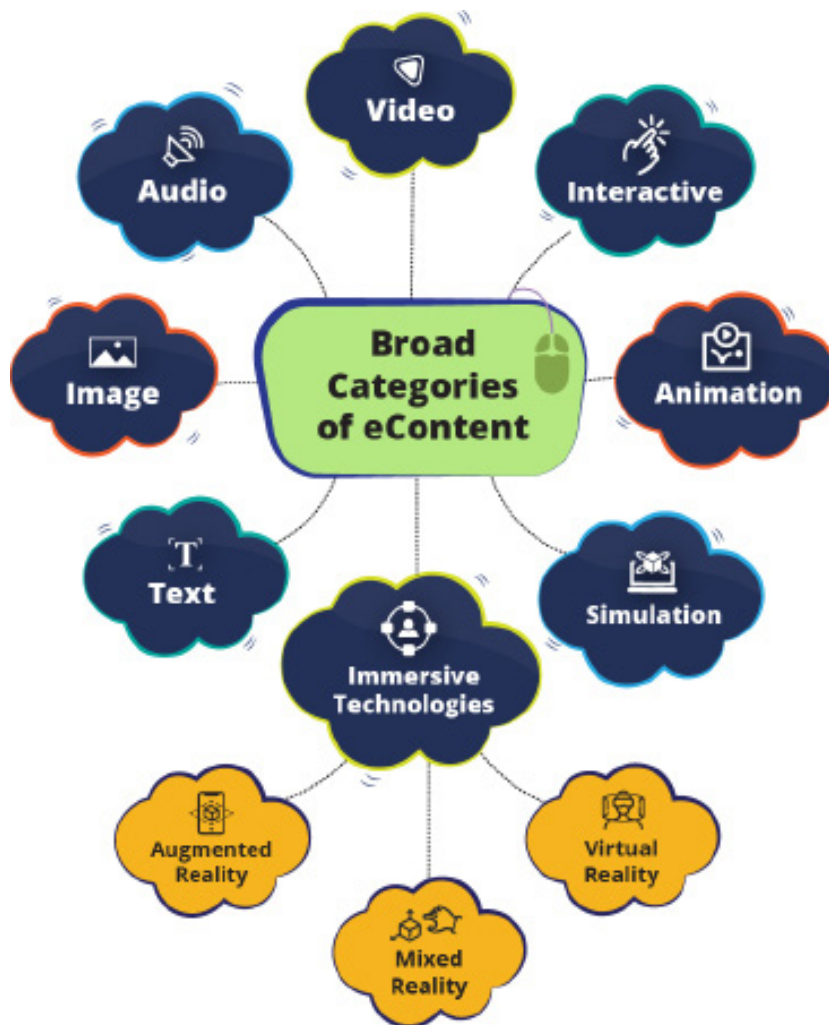 Video
Audio
Interactive
Broad
Categories
of eContent
Image
Animation
T
Text
Simulation
Immersive
Technologies
Augmented
Reality
Virtual
Reality
Mixed
Reality